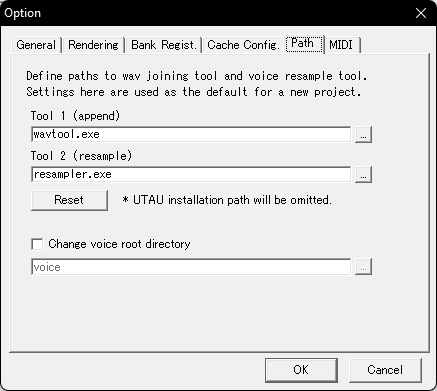 Option
General
Rendering
Bank Regist.
Cache Config.
Path
MIDI
Define paths to wav joining tool and voice resample tool.
Settings here are used as the default for a new project.
Tool 1 (append)
wavtool.exe
...
Tool 2 (resample)
resampler.exe
...
Reset
* UTAU installation path will be omitted.
Change voice root directory
voice
...
OK
Cancel